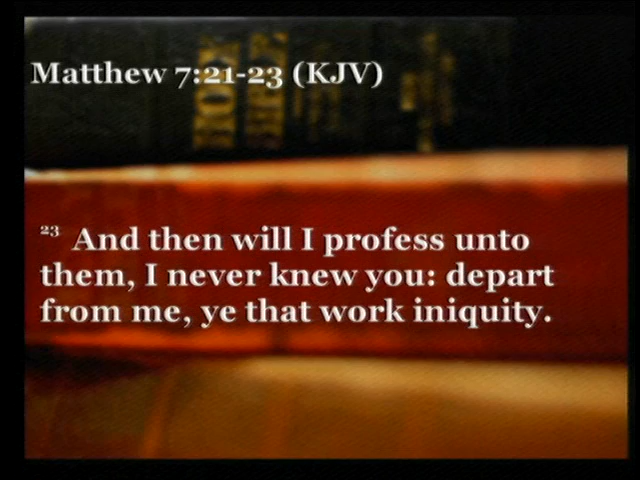 Matthew 7:21-23 (KJV)
HOLY
23 And then will I profess unto
them, I never knew you: depart
from me, ye that work iniquity.